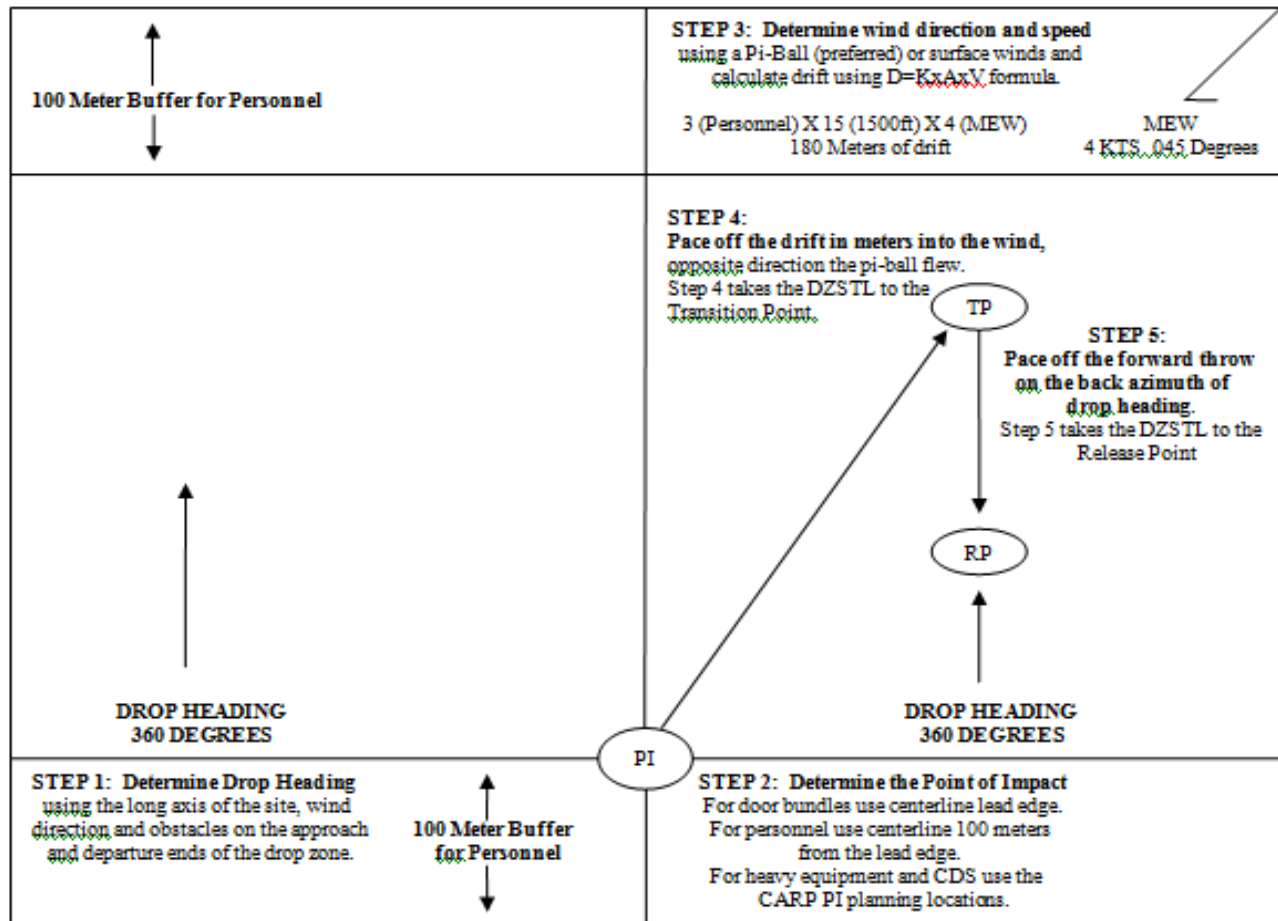 100 Meter Buffer for Personnel
STEP 3: Determine wind direction and speed
using a Pi-Ball (preferred) or surface winds and
calculate drift using D=KxAxV formula.
3 (Personnel) X 15 (1500ft) X 4 (MEW)
180 Meters of drift
MEW
4 KTS, 045 Degrees
STEP 4:
Pace off the drift in meters into the wind,
opposite direction the pi-ball flew.
Step 4 takes the DZSTL to the
Transition Point.
TP
STEP 5:
Pace off the forward throw
on the back azimuth of
drop heading.
Step 5 takes the DZSTL to the
Release Point
RP
DROP HEADING
360 DEGREES
DROP HEADING
360 DEGREES
PI
STEP 1: Determine Drop Heading
using the long axis of the site, wind
direction and obstacles on the approach
and departure ends of the drop zone.
100 Meter Buffer
for Personnel
STEP 2: Determine the Point of Impact
For door bundles use centerline lead edge.
For personnel use centerline 100 meters
from the lead edge.
For heavy equipment and CDS use the
CARP PI planning locations.